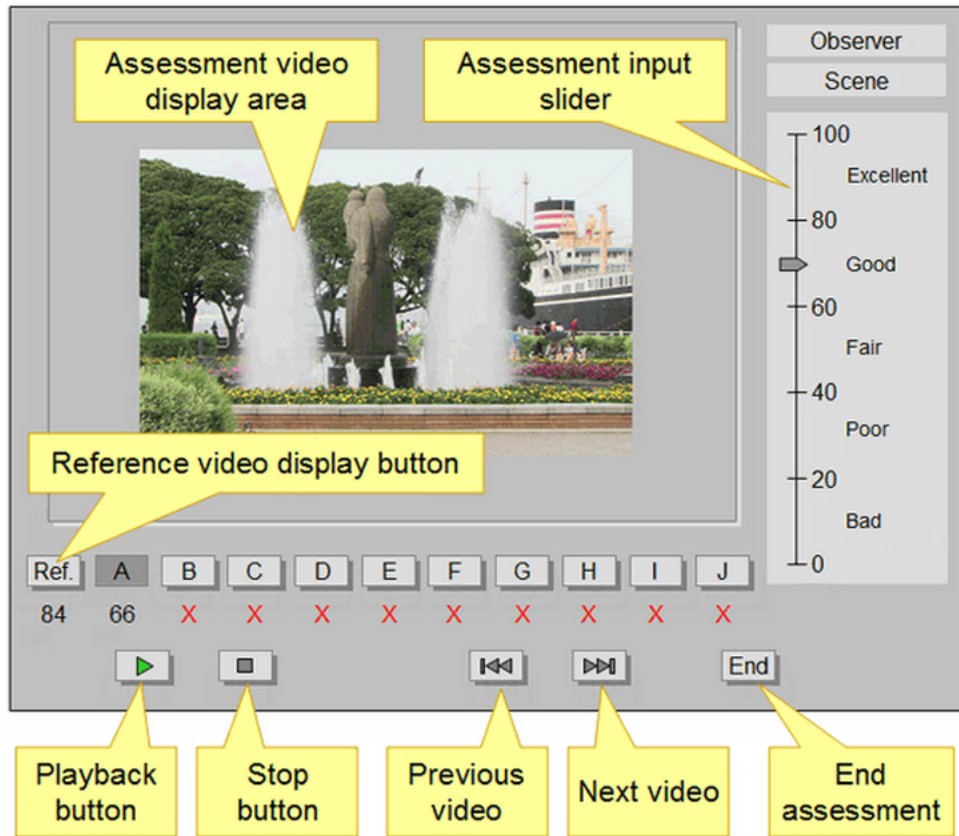 Assessment video
display area
Assessment input
slider
Observer
Scene
100
Excellent
80
Good
60
Fair
40
Poor
20
Bad
0
Reference video display button
Ref. A B C D E F G H I J
84 66 X X X X X X X X X
End
Playback
button
Stop
button
Previous
video
Next video
End
assessment